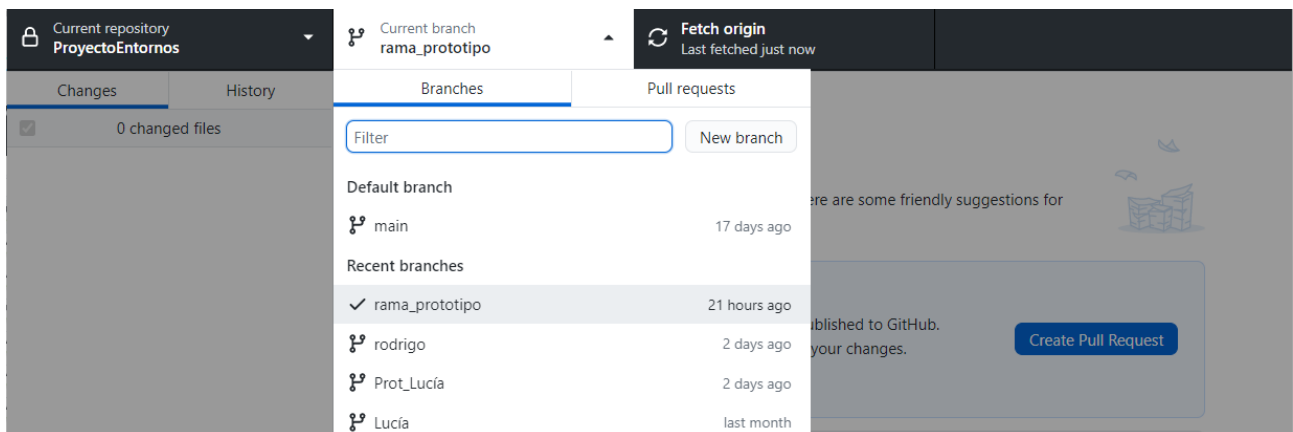 Current repository
ProyectoEntornos
Current branch
rama_prototipo
Fetch origin
Last fetched just now
Changes
History
Branches
Pull requests
0 changed files
Filter
New branch
Default branch
main
17 days ago
ere are some friendly suggestions for
Recent branches
rama_prototipo
21 hours ago
ublished to GitHub.
your changes.
Create Pull Request
rodrigo
2 days ago
Prot_Lucía
2 days ago
Lucía
last month